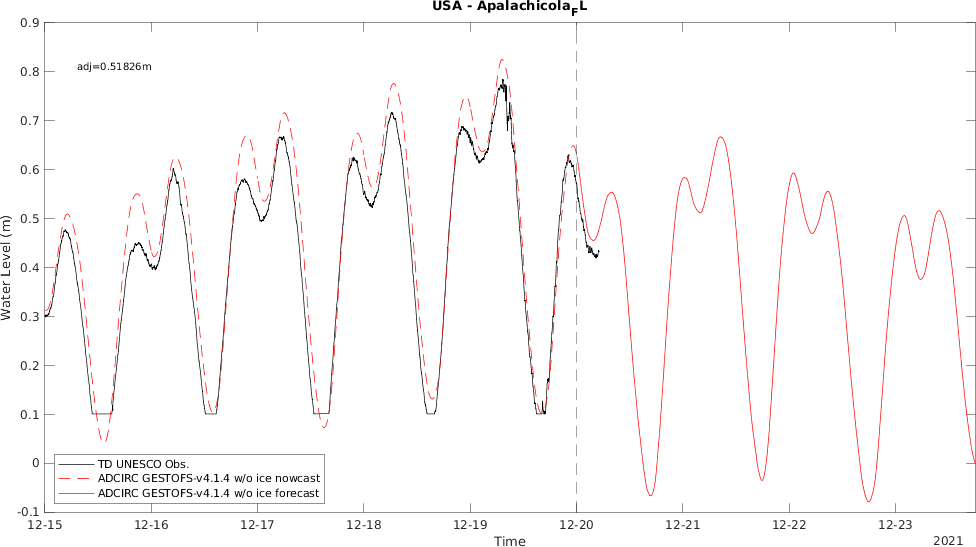 USA - Apalachicola_FL
0.9
adj=0.51826m
0.8
0.7
0.6
0.5
0.4
0.3
0.2
0.1
0
-0.1
Water Level (m)
TD UNESCO Obs.
ADCIRC GESTOFS-v4.1.4 w/o ice nowcast
ADCIRC GESTOFS-v4.1.4 w/o ice forecast
12-15 12-16 12-17 12-18 12-19 12-20 12-21 12-22 12-23
Time
2021